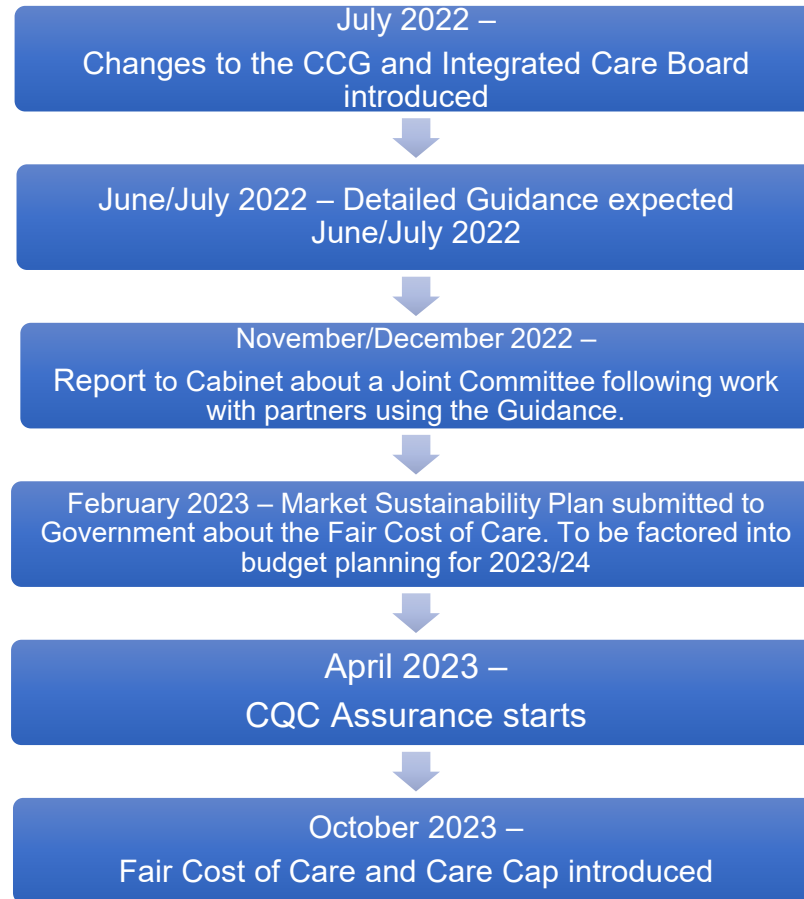 July 2022 –
Changes to the CCG and Integrated Care Board
introduced
June/July 2022 – Detailed Guidance expected
June/July 2022
November/December 2022 –
Report to Cabinet about a Joint Committee following work
with partners using the Guidance.
February 2023 – Market Sustainability Plan submitted to
Government about the Fair Cost of Care. To be factored into
budget planning for 2023/24
April 2023 –
CQC Assurance starts
October 2023 –
Fair Cost of Care and Care Cap introduced